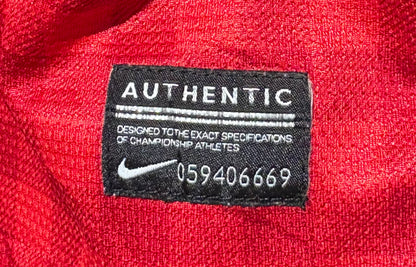 AUTHENTIC
DESIGNED TO THE EXACT SPECIFICATIONS
OF CHAMPIONSHIP ATHLETES
059406669